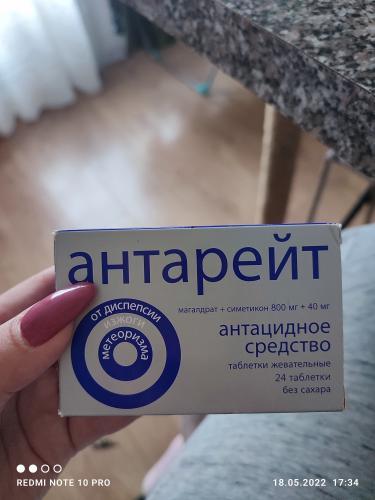 антарейт
магалдрат + симетикон 800 мг + 40 мг
от диспепсии
изжоги
метеоризма
антацидное
средство
таблетки жевательные
24 таблетки
без сахара
REDMI NOTE 10 PRO
18.05.2022 17:34